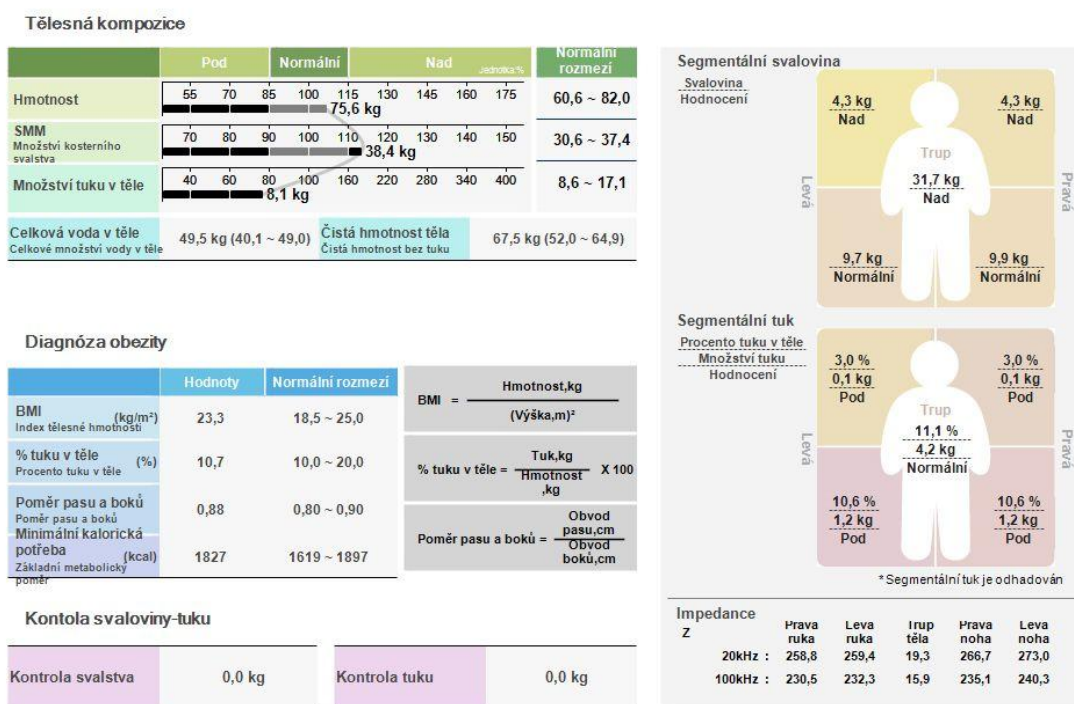 Tělesná kompozice
Pod Normální Nad Jednotka:% Normální rozmezí
Hmotnost 55 70 85 100 115 130 145 160 175 60,6 ~ 82,0
75,6 kg
SMM 70 80 90 100 110 120 130 140 150 30,6 ~ 37,4
Množství kosterního
svalstva
38,4 kg
Množství tuku v těle 40 60 80 100 160 220 280 340 400 8,6 ~ 17,1
8,1 kg
Celková voda v těle 49,5 kg (40,1 ~ 49,0) Čistá hmotnost těla 67,5 kg (52,0 ~ 64,9)
Celkové množství vody v těle Čistá hmotnost bez tuku
Diagnóza obezity
Hodnoty Normální rozmezí
BMI (kg/m²) 23,3 18,5 ~ 25,0
Index tělesné hmotnosti
% tuku v těle (%) 10,7 10,0 ~ 20,0
Procento tuku v těle
Poměr pasu a boků 0,88 0,80 ~ 0,90
Poměr pasu a boků
Minimální kalorická
potřeba (kcal) 1827 1619 ~ 1897
Základní metabolický
poměr
BMI = Hmotnost,kg
(Výška,m)²
% tuku v těle = Tuk,kg X 100
Hmotnost
,kg
Poměr pasu a boků = Obvod
pasu,cm
Obvod
boků,cm
Kontola svaloviny-tuku
Kontrola svalstva 0,0 kg Kontrola tuku 0,0 kg
Segmentální svalovina
Svalovina
Hodnocení
4,3 kg 4,3 kg
Nad Nad
Trup
31,7 kg
Nad
Levá Pravá
9,7 kg 9,9 kg
Normální Normální
Segmentální tuk
Procento tuku v těle
Množství tuku
Hodnocení
3,0 % 3,0 %
0,1 kg 0,1 kg
Pod Pod
Trup
11,1 %
4,2 kg
Normální
Levá Pravá
10,6 % 10,6 %
1,2 kg 1,2 kg
Pod Pod
* Segmentální tuk je odhadován
Impedance
Z Prava Leva Trup Prava Leva
ruka ruka těla noha noha
20kHz : 258,8 259,4 19,3 266,7 273,0
100kHz : 230,5 232,3 15,9 235,1 240,3